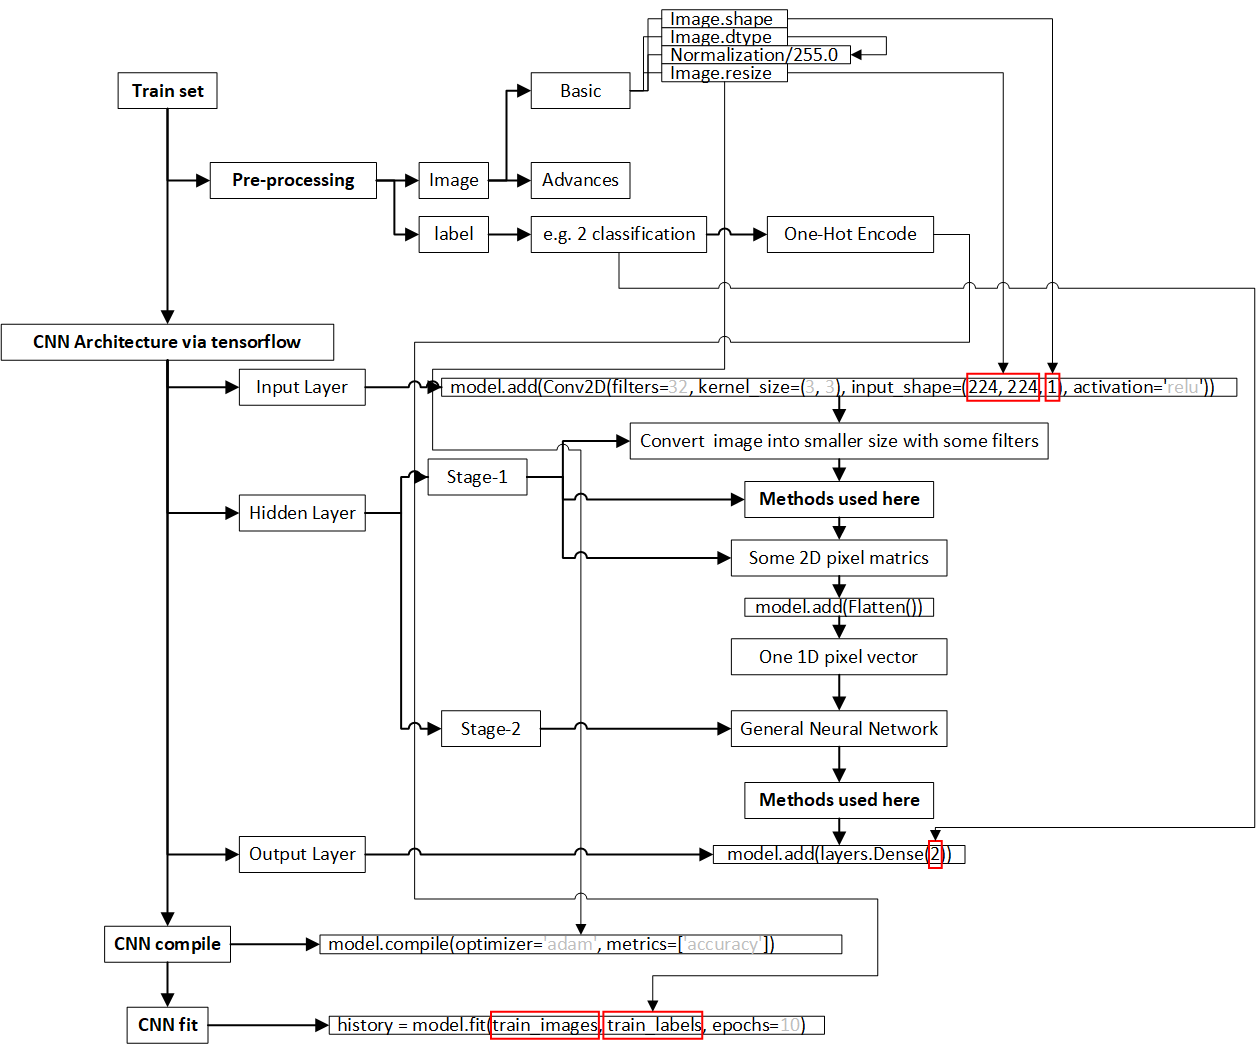 Image.shape
Image.dtype
Normalization/255.0
Image.resize
Train set
Basic
Pre-processing
Image
Advances
label
e.g. 2 classification
One-Hot Encode
CNN Architecture via tensorflow
Input Layer
model.add(Conv2D(filters=32, kernel_size=(3, 3), input_shape=(224, 224, 1), activation='relu'))
Convert image into smaller size with some filters
Stage-1
Methods used here
Hidden Layer
Some 2D pixel matrics
model.add(Flatten())
One 1D pixel vector
Stage-2
General Neural Network
Methods used here
Output Layer
model.add(layers.Dense(2))
CNN compile
model.compile(optimizer='adam', metrics=['accuracy'])
CNN fit
history = model.fit(train_images, train_labels, epochs=10)